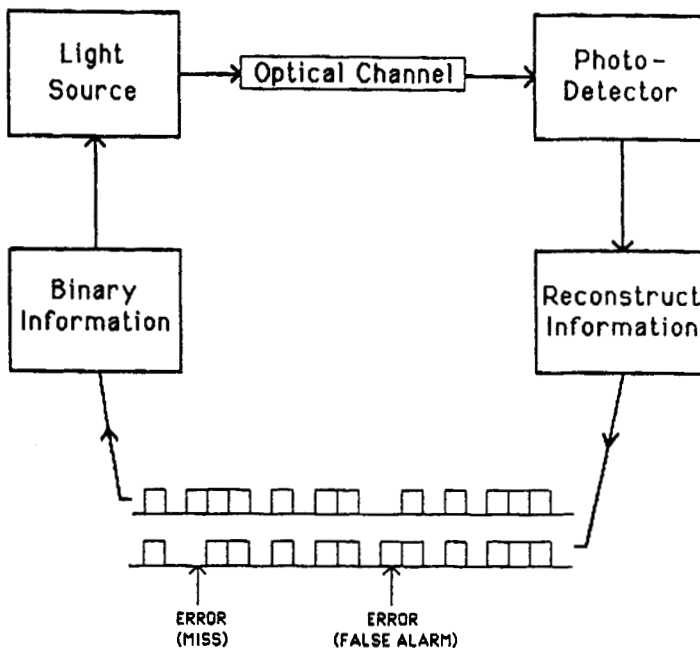 Light
Source
Optical Channel
Photo-
Detector
Binary
Information
Reconstruct
Information
ERROR
(MISS)
ERROR
(FALSE ALARM)